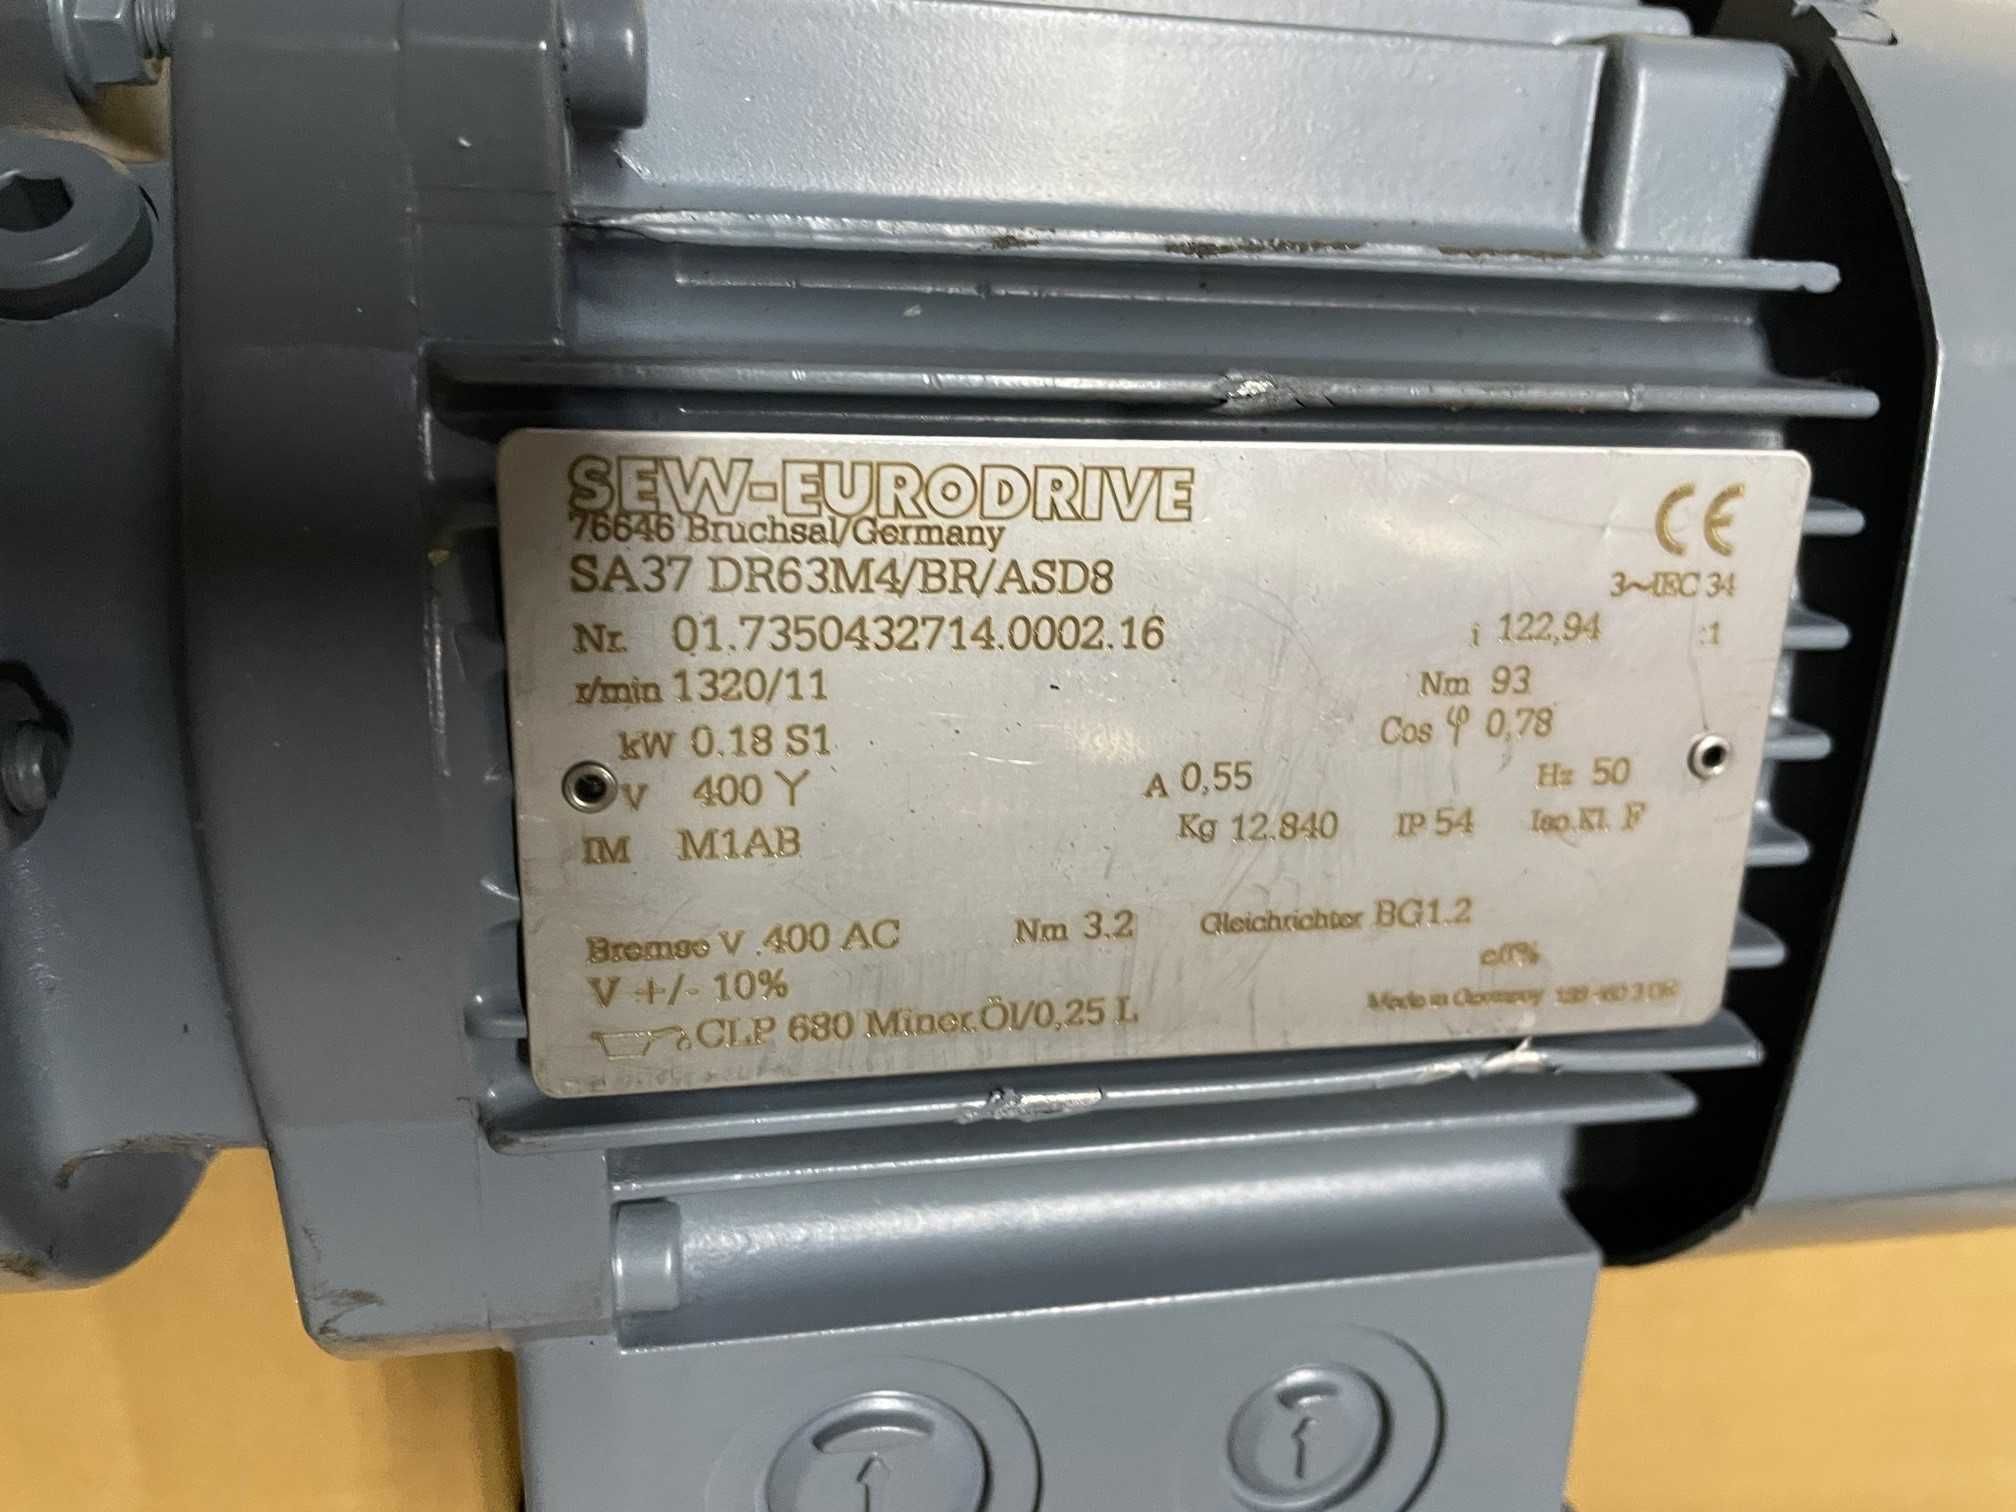 SEW-EURODRIVE
76646 Bruchsal/Germany
CE
SA37 DR63M4/BR/ASD8
3~IEC 34
Nr. 01.7350432714.0002.16
i 122,94 :1
r/min 1320/11
Nm 93
kW 0.18 S1
Cos φ 0,78
V 400 Y
A 0,55
Hz 50
IM M1AB
Kg 12.840
IP 54
Iso.Kl. F
Bremse V .400 AC
Nm 3.2
Gleichrichter BG1.2
V +/- 10%
CLP 680 Miner.Öl/0,25 L
Made in Germany